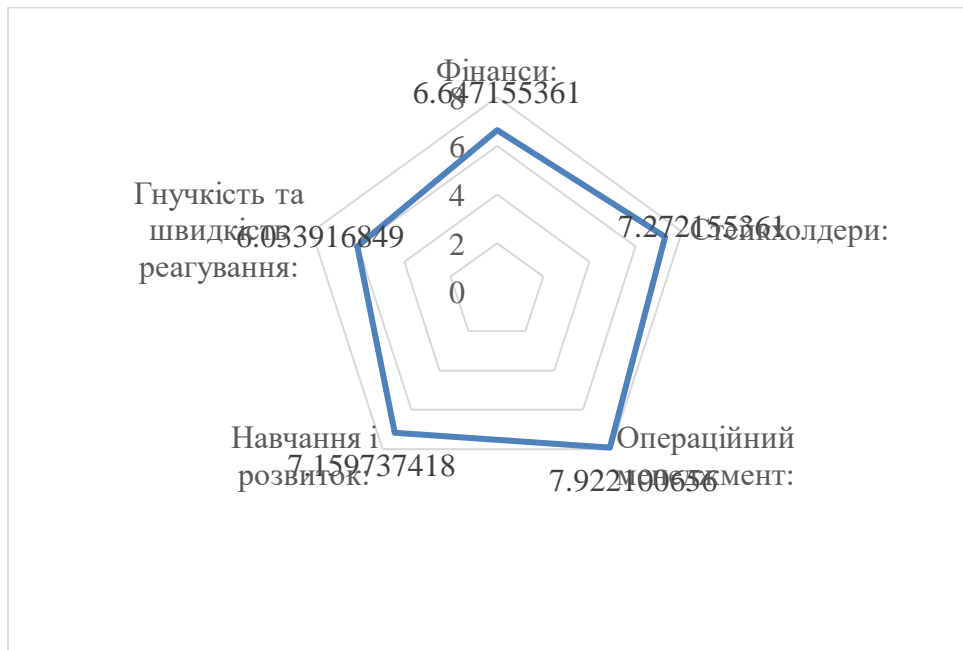 Фінанси:
6.647155361
8
6
4
2
0
7.272155361
Стейкхолдери:
Операційний
менеджмент:
7.922100656
Навчання і
розвиток:
7.159737418
Гнучкість та
швидкість
реагування:
6.033916849